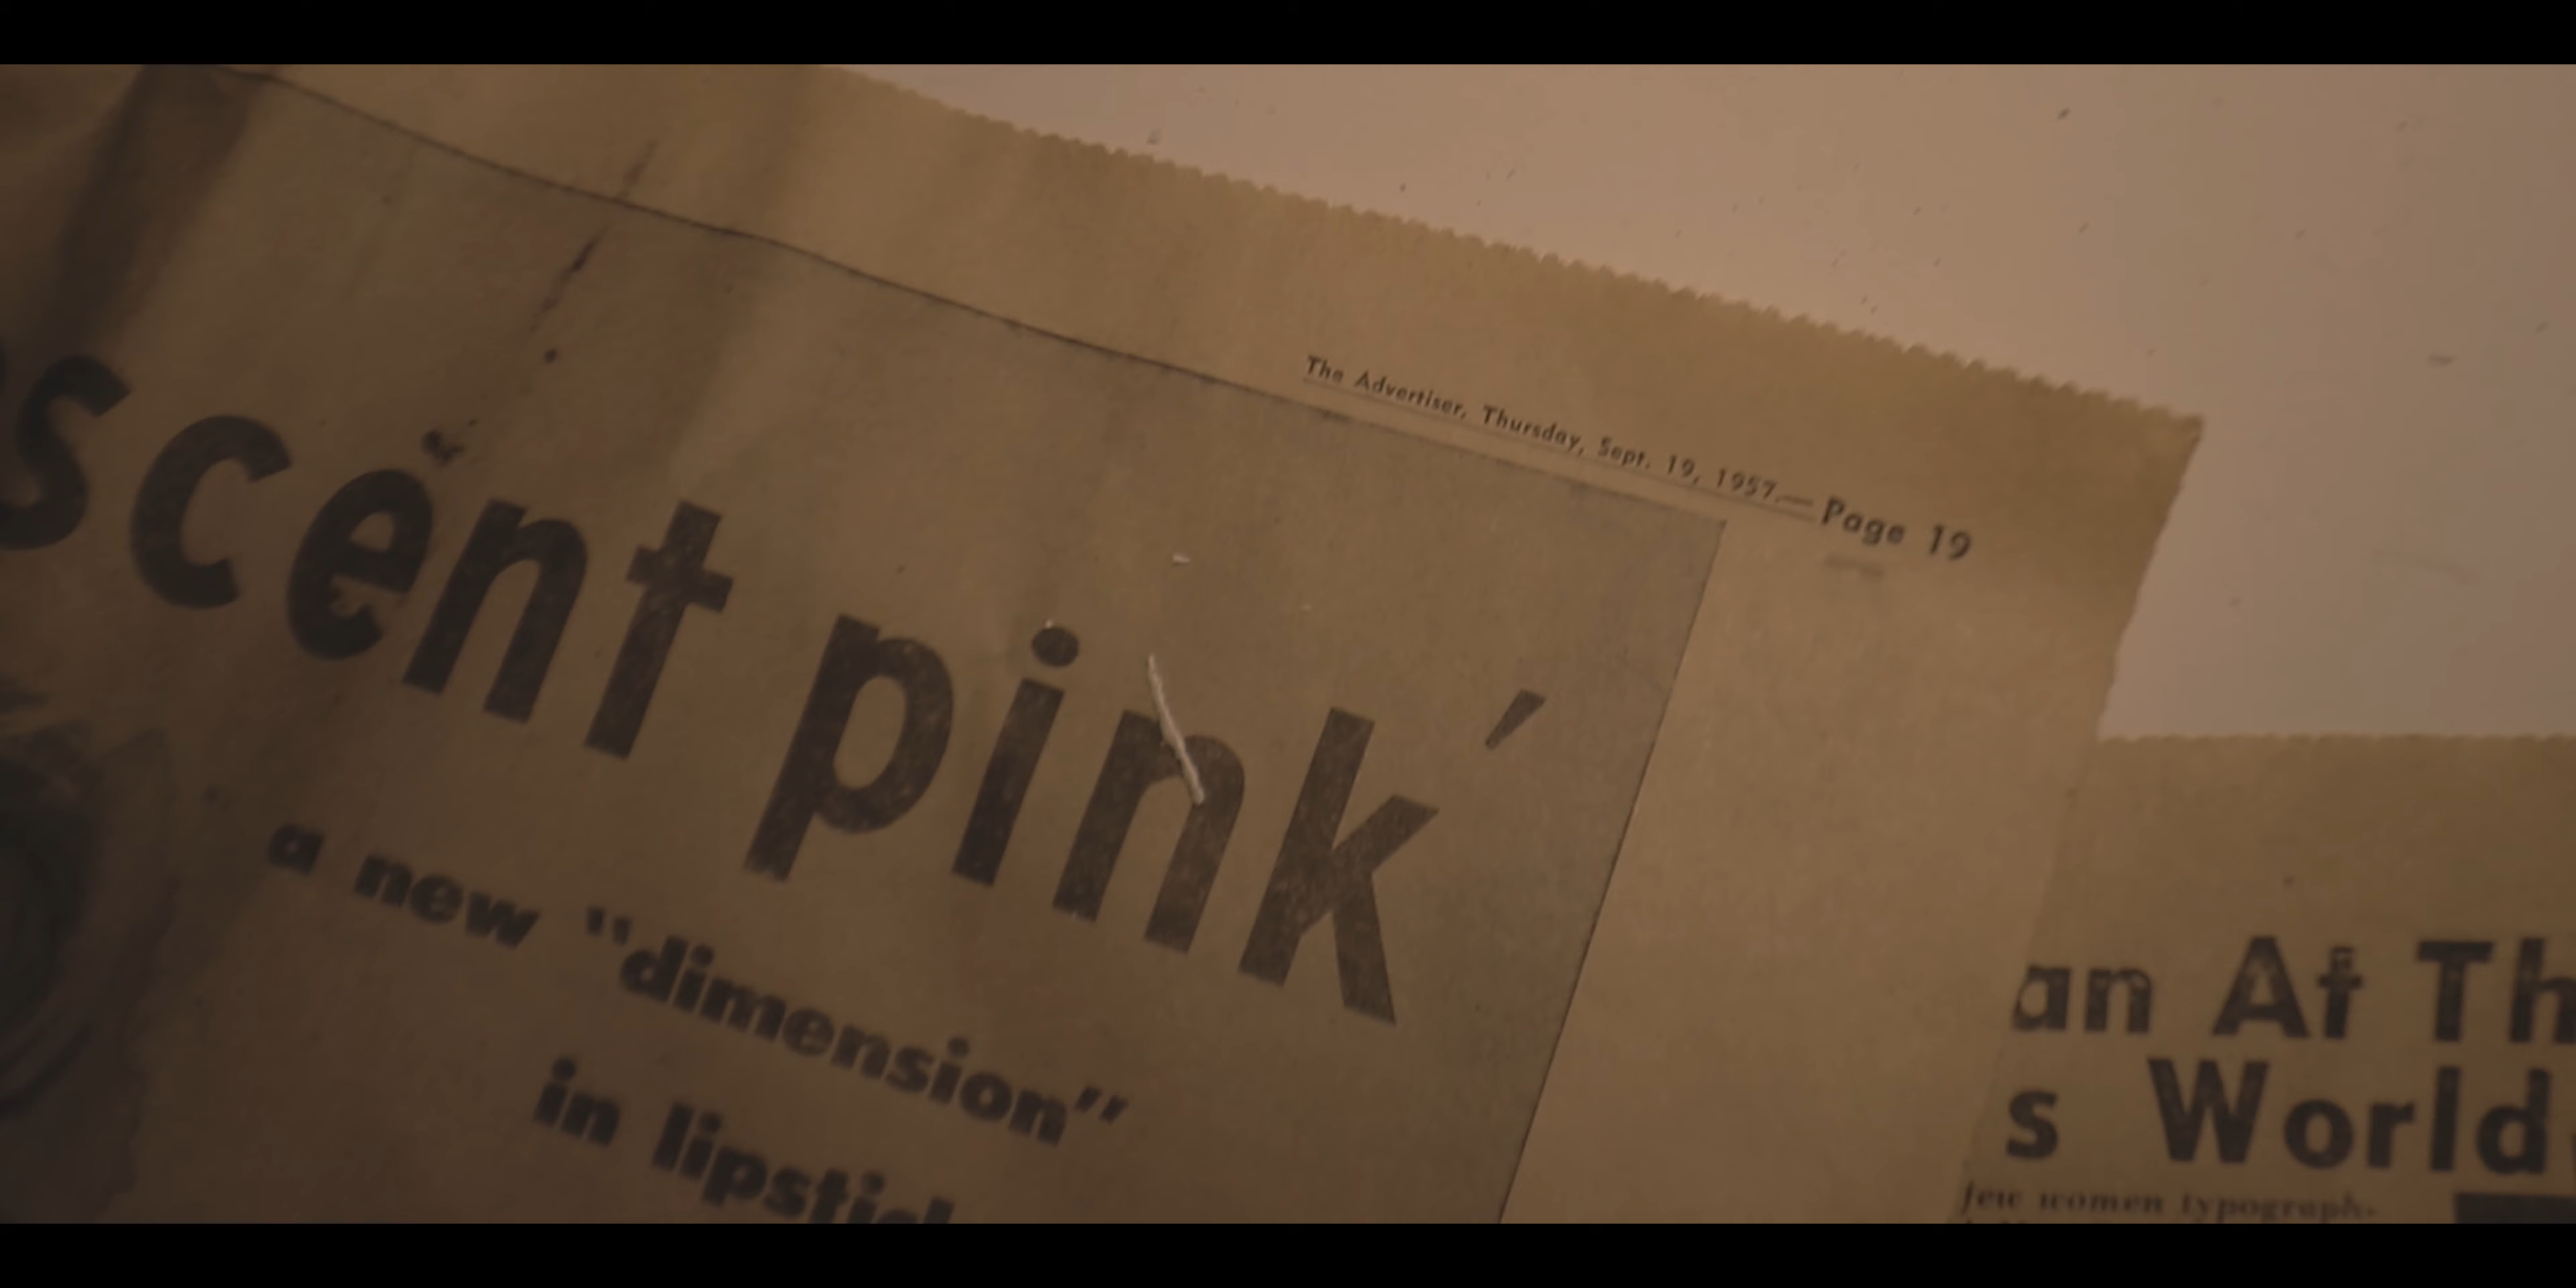 The Advertiser, Thursday, Sept. 19, 1957.— Page 19
scent pink'
a new "dimension"
in lipstick
an At Th
s World
few women typograph-